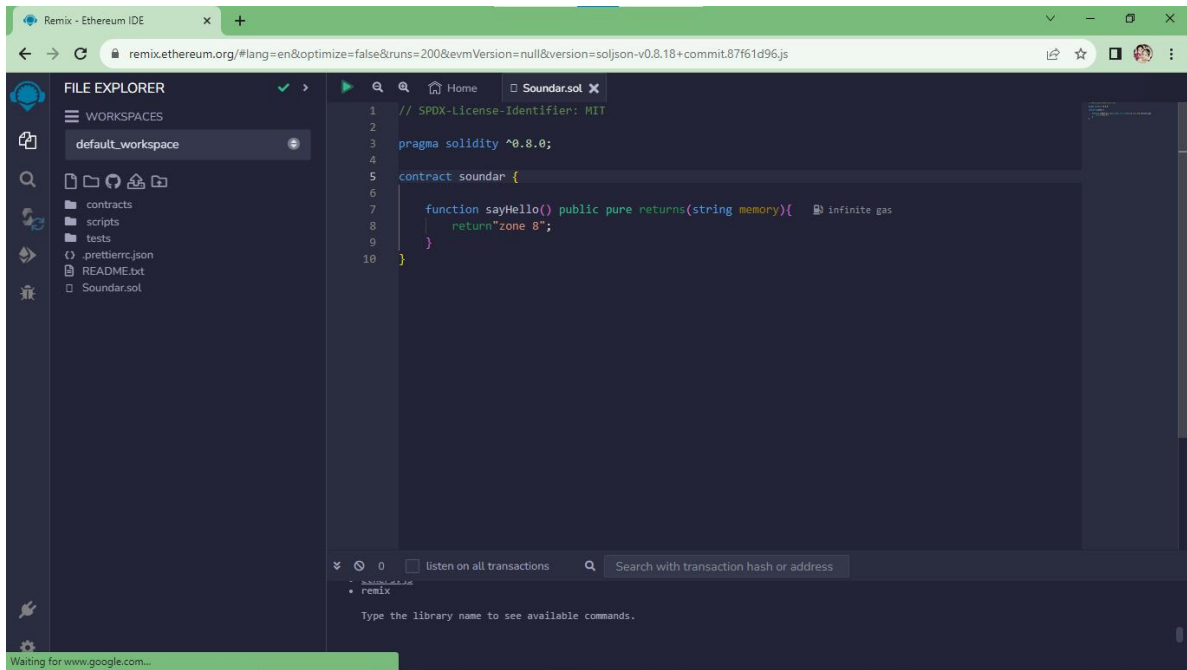 Remix - Ethereum IDE
remix.ethereum.org/#lang=en&optimize=false&runs=200&evmVersion=null&version=soljson-v0.8.18+commit.87f61d96.js
FILE EXPLORER
WORKSPACES
default_workspace
contracts
scripts
tests
.prettierrc.json
README.txt
Soundar.sol
Home
Soundar.sol
1 // SPDX-License-Identifier: MIT
2
3 pragma solidity ^0.8.0;
4
5 contract soundar {
6
7 function sayHello() public pure returns(string memory){ infinite gas
8 return"zone 8";
9 }
10 }
0 listen on all transactions Search with transaction hash or address
• remix
Type the library name to see available commands.
Waiting for www.google.com...